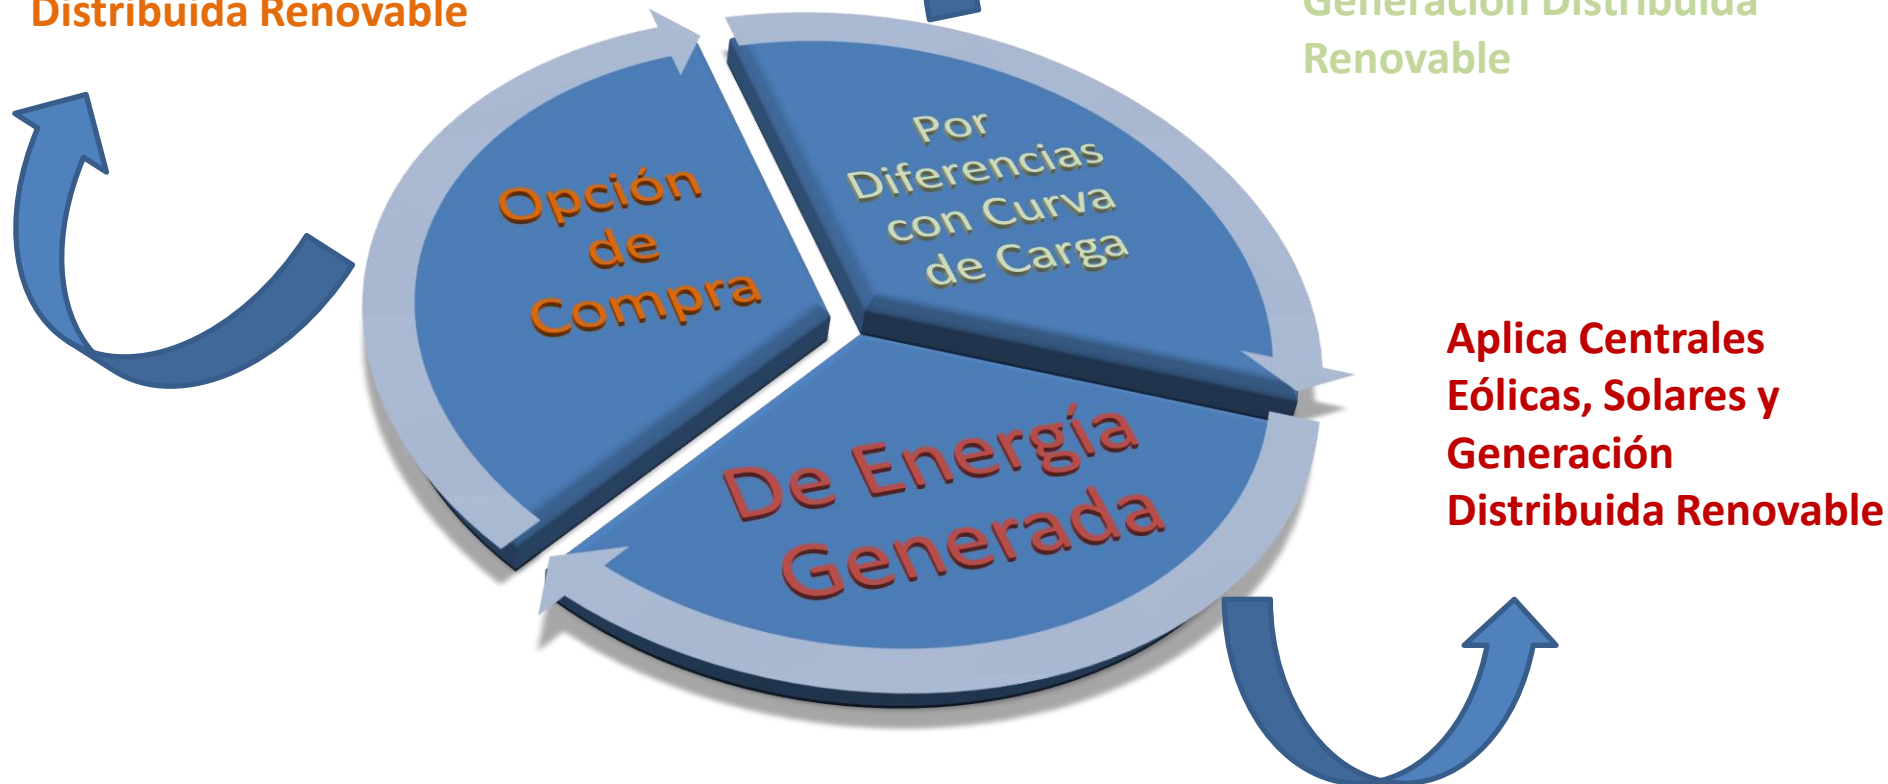 Distribuida Renovable
Generación Distribuida
Renovable
Por
Diferencias
con Curva
de Carga
Opción
de
Compra
De Energía
Generada
Aplica Centrales
Eólicas, Solares y
Generación
Distribuida Renovable